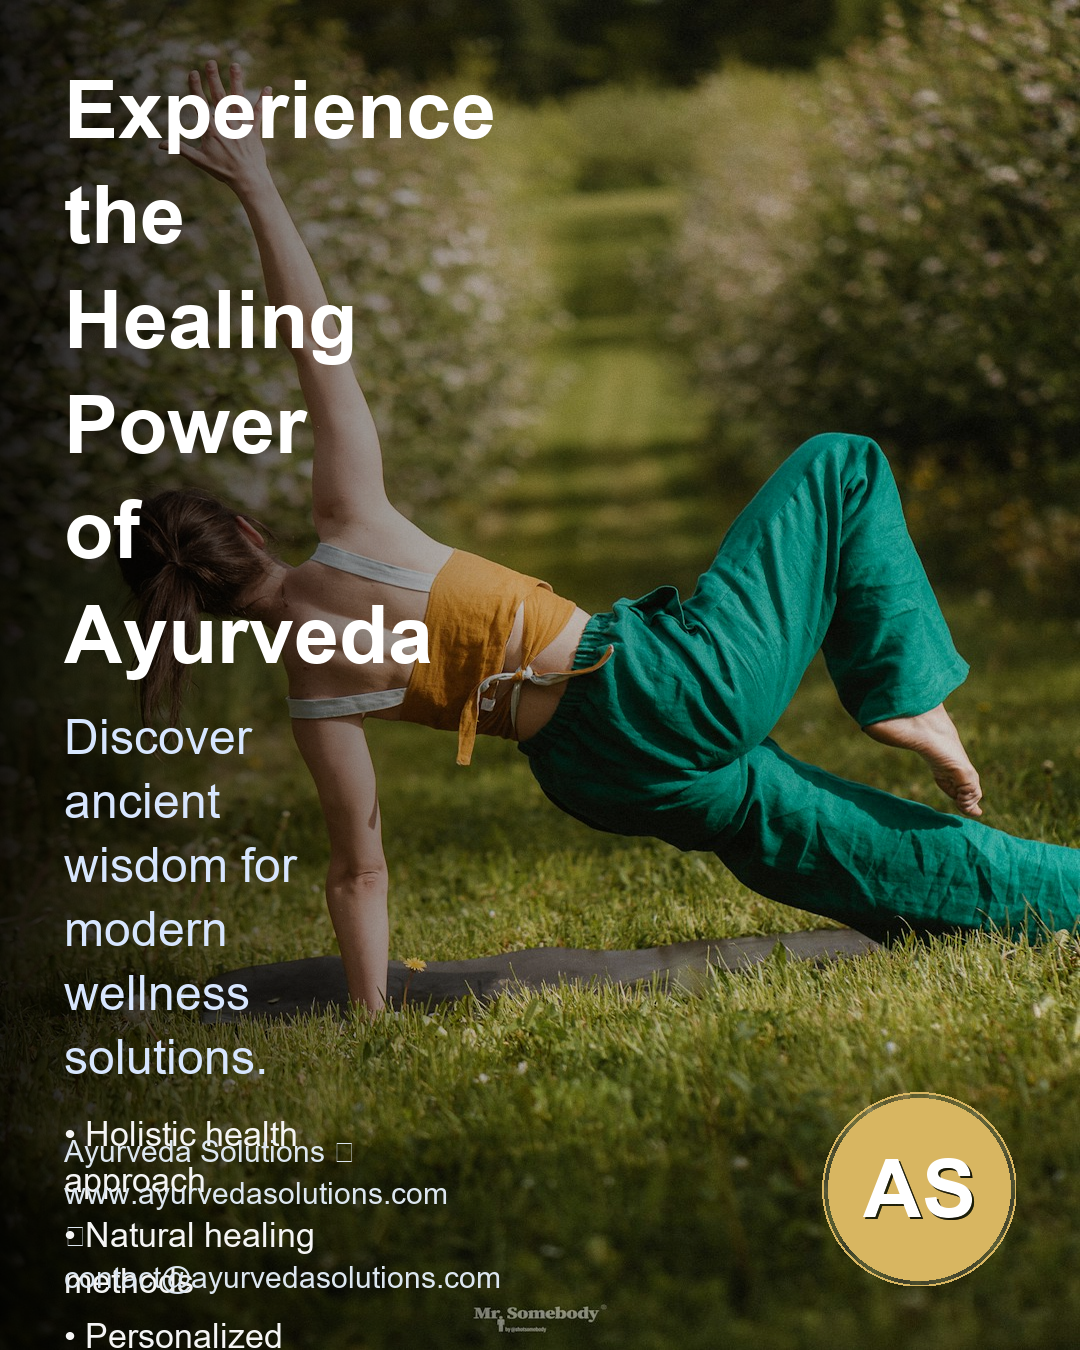 Experience
the
Healing
Power
of
Ayurveda
Discover
ancient
wisdom for
modern
wellness
solutions.
• Holistic health
approach
• Natural healing
methods
• Personalized
Ayurveda Solutions
www.ayurvedasolutions.com
contact@ayurvedasolutions.com
AS
Mr. Somebody®